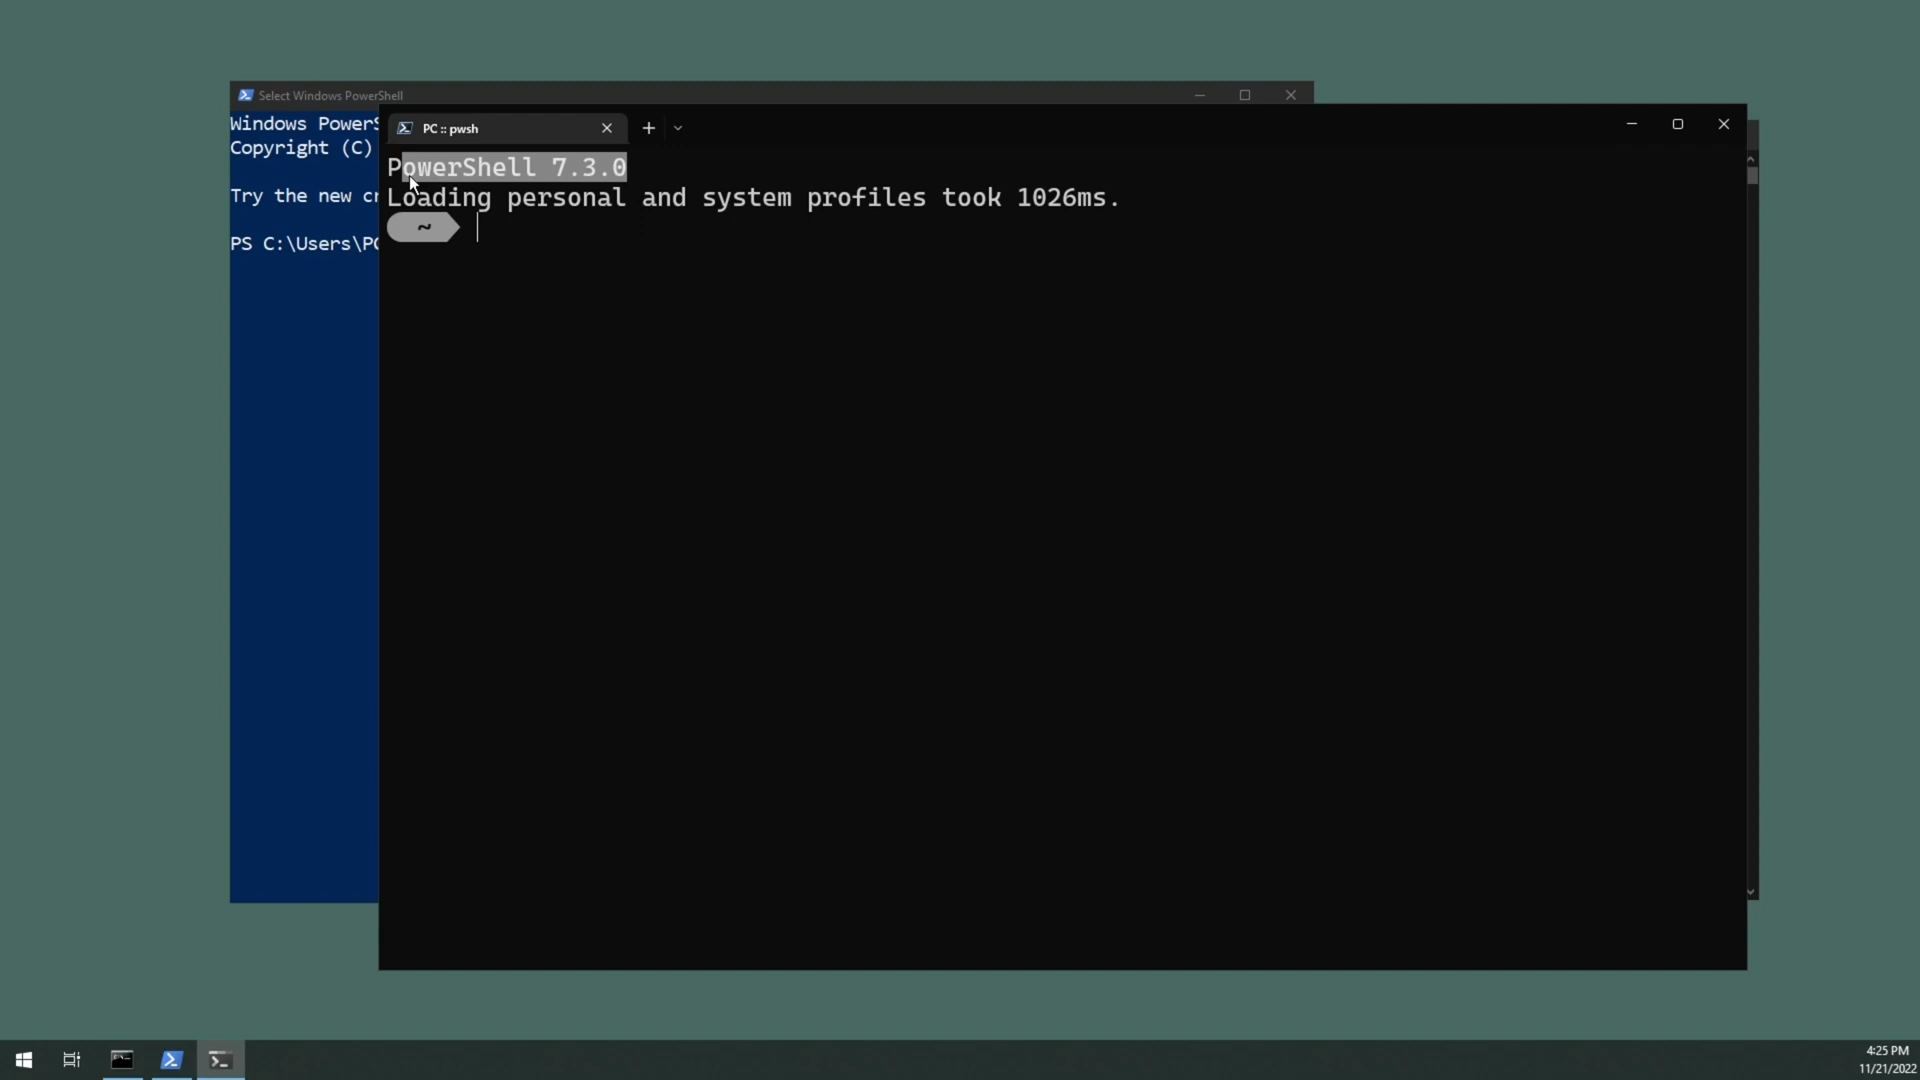 Select Windows PowerShell
Windows PowerS
Copyright (C)
Try the new cr
PS C:\Users\PC
PC :: pwsh
PowerShell 7.3.0
Loading personal and system profiles took 1026ms.
~
4:25 PM
11/21/2022